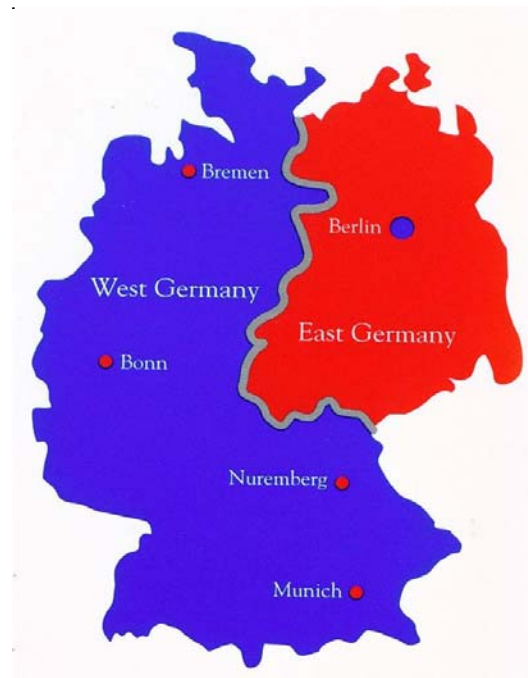 Bremen
Berlin
West Germany
East Germany
Bonn
Nuremberg
Munich